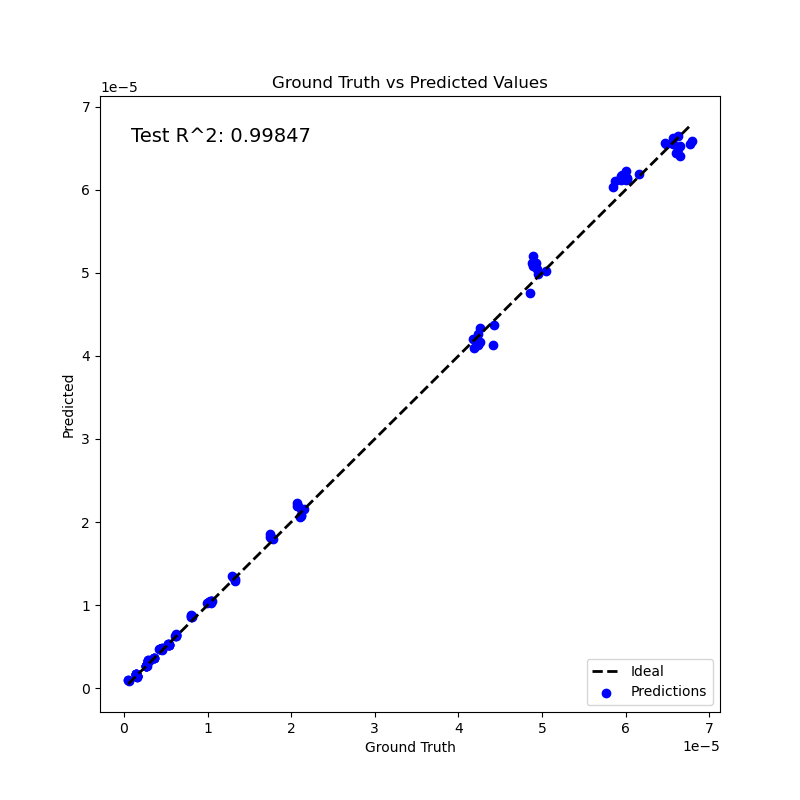 Ground Truth vs Predicted Values
1e−5
Test R^2: 0.99847
7
6
5
4
3
2
1
0
Predicted
Ideal
Predictions
0 1 2 3 4 5 6 7
1e−5
Ground Truth